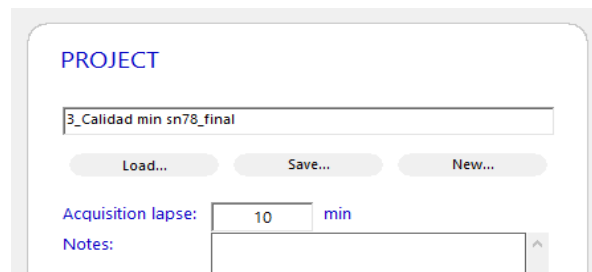 PROJECT
3_Calidad min sn78_final
Load... Save... New...
Acquisition lapse: 10 min
Notes: